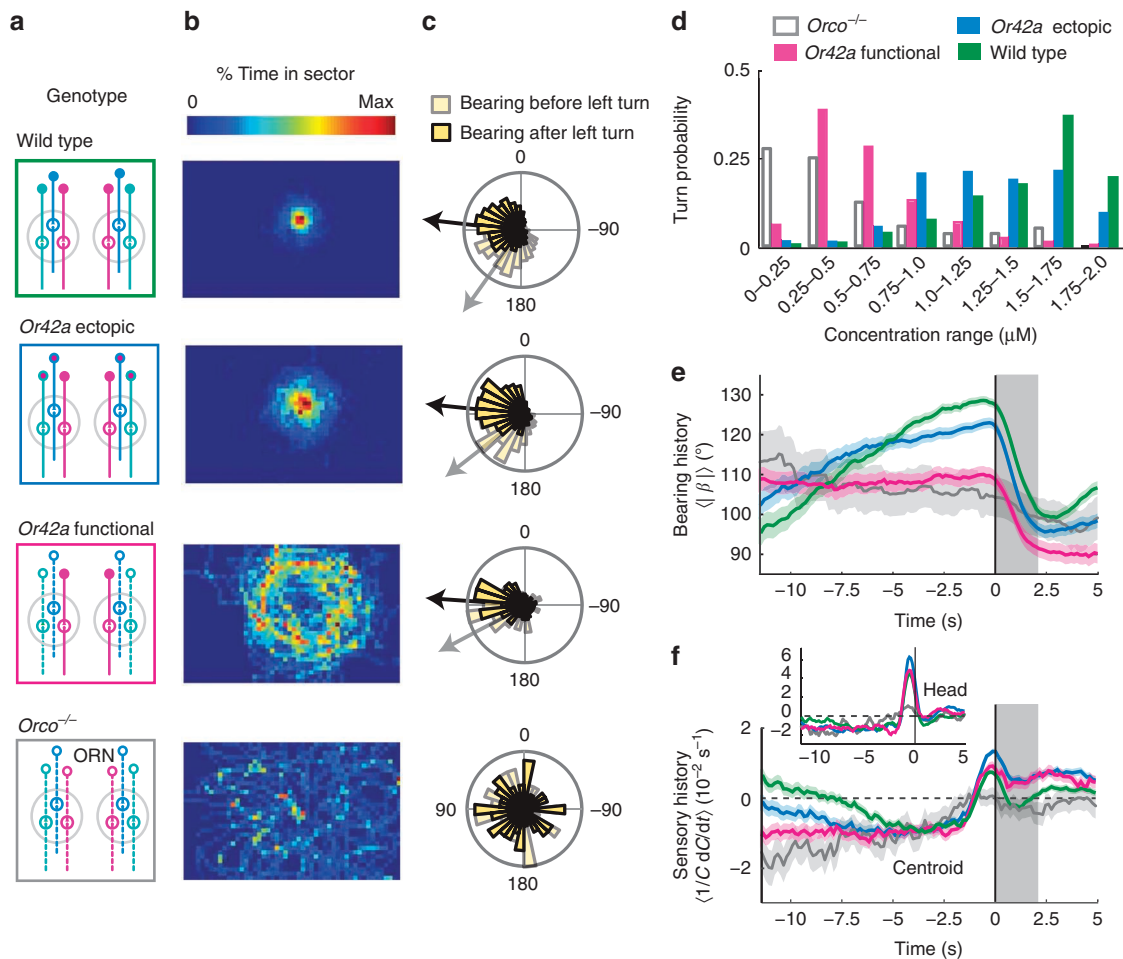 a
Genotype
Wild type
Or42a ectopic
Or42a functional
Orco−/−
ORN
b
% Time in sector
0 Max
c
Bearing before left turn
Bearing after left turn
0
−90
180
0
−90
180
0
−90
180
0
90 −90
180
d
Orco−/− Or42a ectopic
Or42a functional Wild type
Turn probability
0.5
0.25
0
0–0.25 0.25–0.5 0.5–0.75 0.75–1.0 1.0–1.25 1.25–1.5 1.5–1.75 1.75–2.0
Concentration range (μM)
e
Bearing history
⟨| β |⟩ (°)
130
120
110
100
90
−10 −7.5 −5 −2.5 0 2.5 5
Time (s)
f
6
4
2
0
−2
Head
−10 −5 0 5
Sensory history
⟨1/C dC/dt⟩ (10−2 s−1)
2
0
−2
Centroid
−10 −7.5 −5 −2.5 0 2.5 5
Time (s)